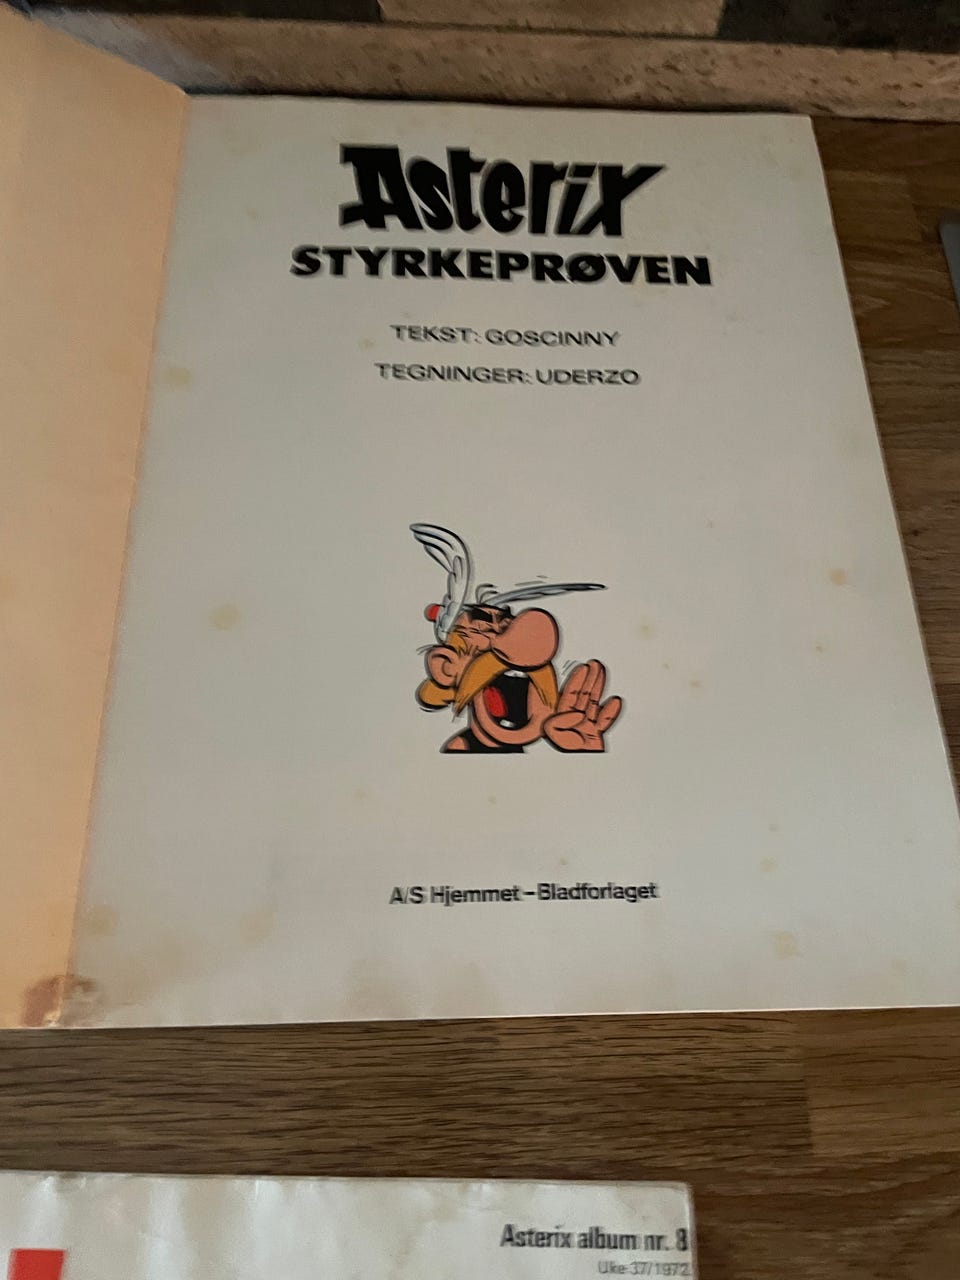 Asterix
STYRKEPRØVEN
TEKST: GOSCINNY
TEGNINGER: UDERZO
A/S Hjemmet – Bladforlaget
Asterix album nr. 8
Uke 37/1972